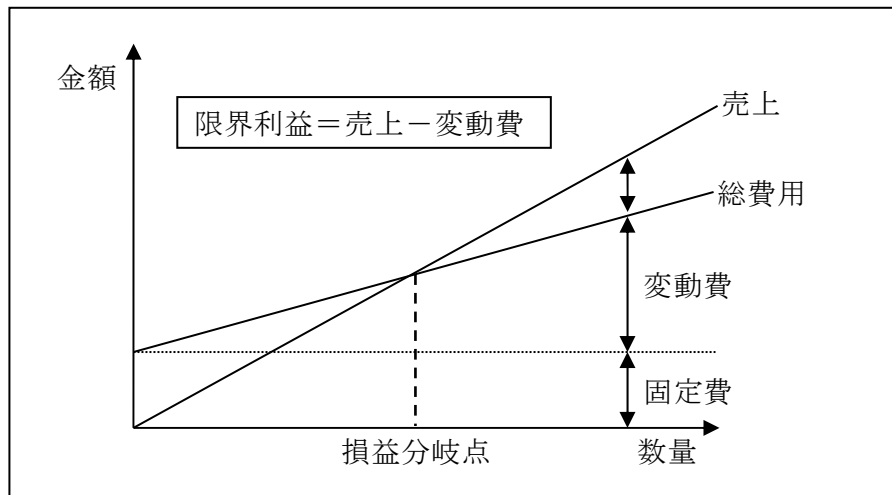 金額
限界利益＝売上－変動費
売上
総費用
変動費
固定費
損益分岐点
数量